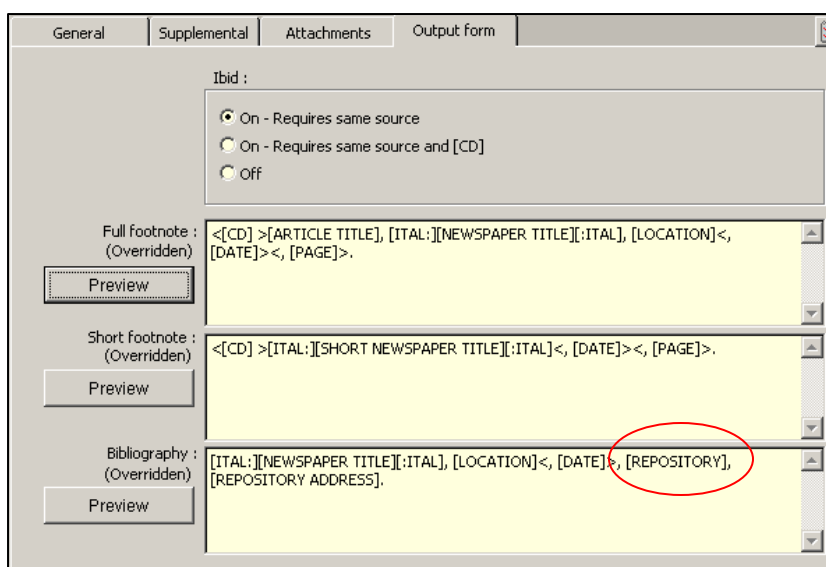 General Supplemental Attachments Output form
Ibid :
On - Requires same source
On - Requires same source and [CD]
Off
Full footnote :
(Overridden)
Preview
<[CD] >[ARTICLE TITLE], [ITAL:][NEWSPAPER TITLE][:ITAL], [LOCATION]<,
[DATE]><, [PAGE]>.
Short footnote :
(Overridden)
Preview
<[CD] >[ITAL:][SHORT NEWSPAPER TITLE][:ITAL]<, [DATE]><, [PAGE]>.
Bibliography :
(Overridden)
Preview
[ITAL:][NEWSPAPER TITLE][:ITAL], [LOCATION]<, [DATE]>, [REPOSITORY],
[REPOSITORY ADDRESS].